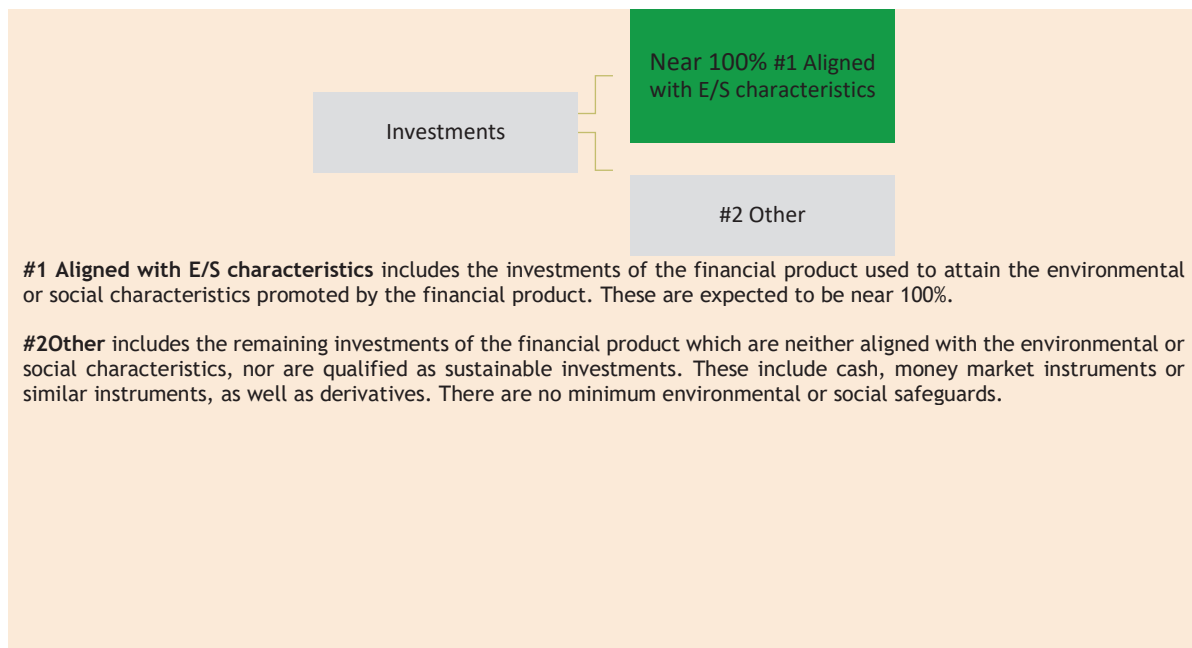 Near 100% #1 Aligned
with E/S characteristics
Investments
#2 Other
#1 Aligned with E/S characteristics includes the investments of the financial product used to attain the environmental
or social characteristics promoted by the financial product. These are expected to be near 100%.
#2Other includes the remaining investments of the financial product which are neither aligned with the environmental or
social characteristics, nor are qualified as sustainable investments. These include cash, money market instruments or
similar instruments, as well as derivatives. There are no minimum environmental or social safeguards.